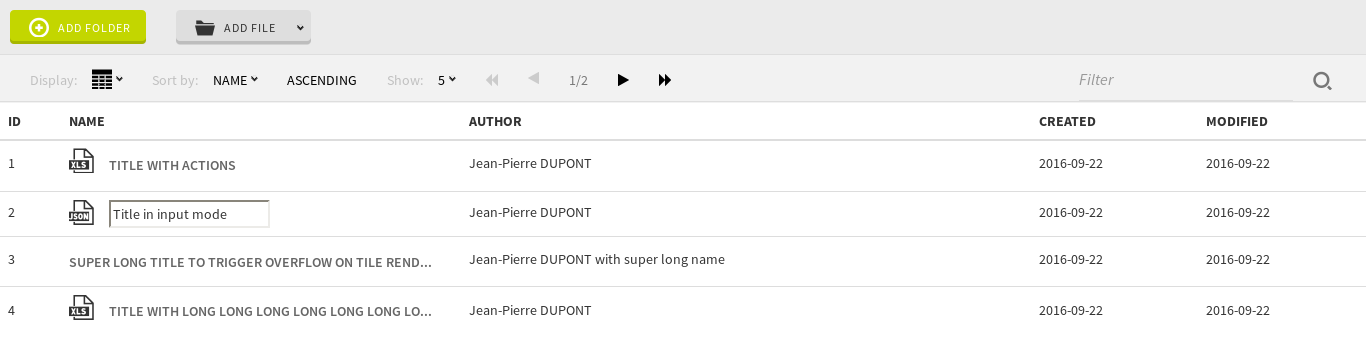 ADD FOLDER ADD FILE
Display: Sort by: NAME ASCENDING Show: 5 1/2 Filter
ID NAME AUTHOR CREATED MODIFIED
1 XLS TITLE WITH ACTIONS Jean-Pierre DUPONT 2016-09-22 2016-09-22
2 JSON Title in input mode Jean-Pierre DUPONT 2016-09-22 2016-09-22
3 SUPER LONG TITLE TO TRIGGER OVERFLOW ON TILE REND... Jean-Pierre DUPONT with super long name 2016-09-22 2016-09-22
4 XLS TITLE WITH LONG LONG LONG LONG LONG LONG LO... Jean-Pierre DUPONT 2016-09-22 2016-09-22